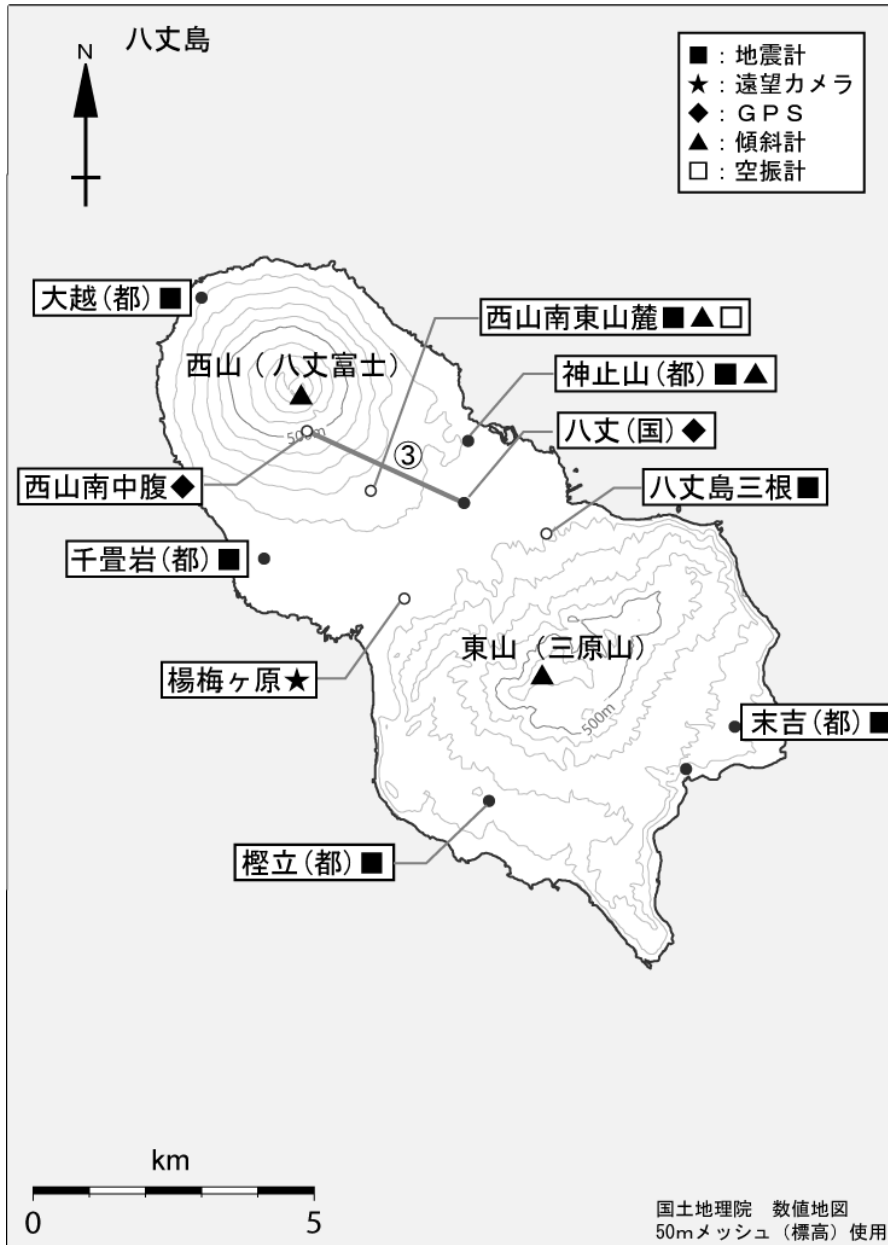 八丈島
N
■：地震計
★：遠望カメラ
◆：ＧＰＳ
▲：傾斜計
□：空振計
大越(都)■
西山南東山麓■▲□
西山（八丈富士）
神止山(都)■▲
八丈(国)◆
500m
③
西山南中腹◆
八丈島三根■
千畳岩(都)■
東山（三原山）
楊梅ヶ原★
500m
末吉(都)■
樫立(都)■
km
0 5
国土地理院　数値地図
50mメッシュ（標高）使用